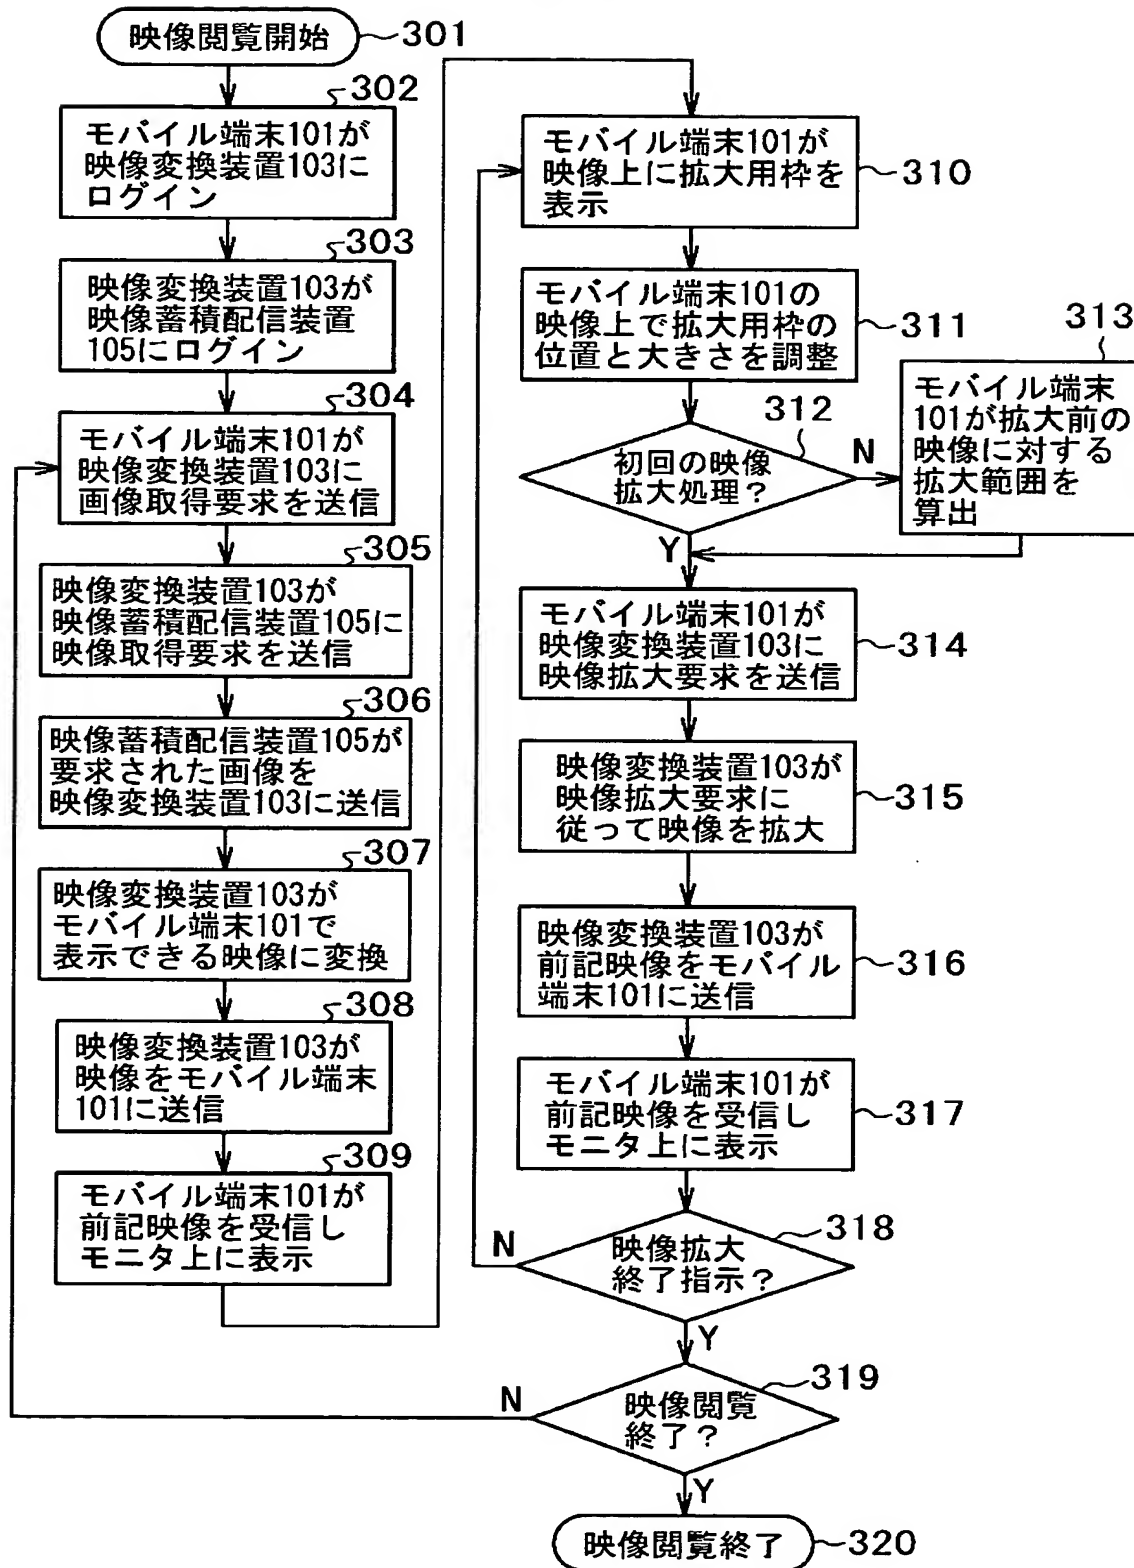 映像閲覧開始
301
302
モバイル端末101が
映像変換装置103に
ログイン
303
映像変換装置103が
映像蓄積配信装置
105にログイン
304
モバイル端末101が
映像変換装置103に
画像取得要求を送信
305
映像変換装置103が
映像蓄積配信装置105に
映像取得要求を送信
306
映像蓄積配信装置105が
要求された画像を
映像変換装置103に送信
307
映像変換装置103が
モバイル端末101で
表示できる映像に変換
308
映像変換装置103が
映像をモバイル端末
101に送信
309
モバイル端末101が
前記映像を受信し
モニタ上に表示
モバイル端末101が
映像上に拡大用枠を
表示
310
モバイル端末101の
映像上で拡大用枠の
位置と大きさを調整
311
312
初回の映像
拡大処理？
N
Y
313
モバイル端末
101が拡大前の
映像に対する
拡大範囲を
算出
モバイル端末101が
映像変換装置103に
映像拡大要求を送信
314
映像変換装置103が
映像拡大要求に
従って映像を拡大
315
映像変換装置103が
前記映像をモバイル
端末101に送信
316
モバイル端末101が
前記映像を受信し
モニタ上に表示
317
318
映像拡大
終了指示？
N
Y
319
映像閲覧
終了？
N
Y
映像閲覧終了
320